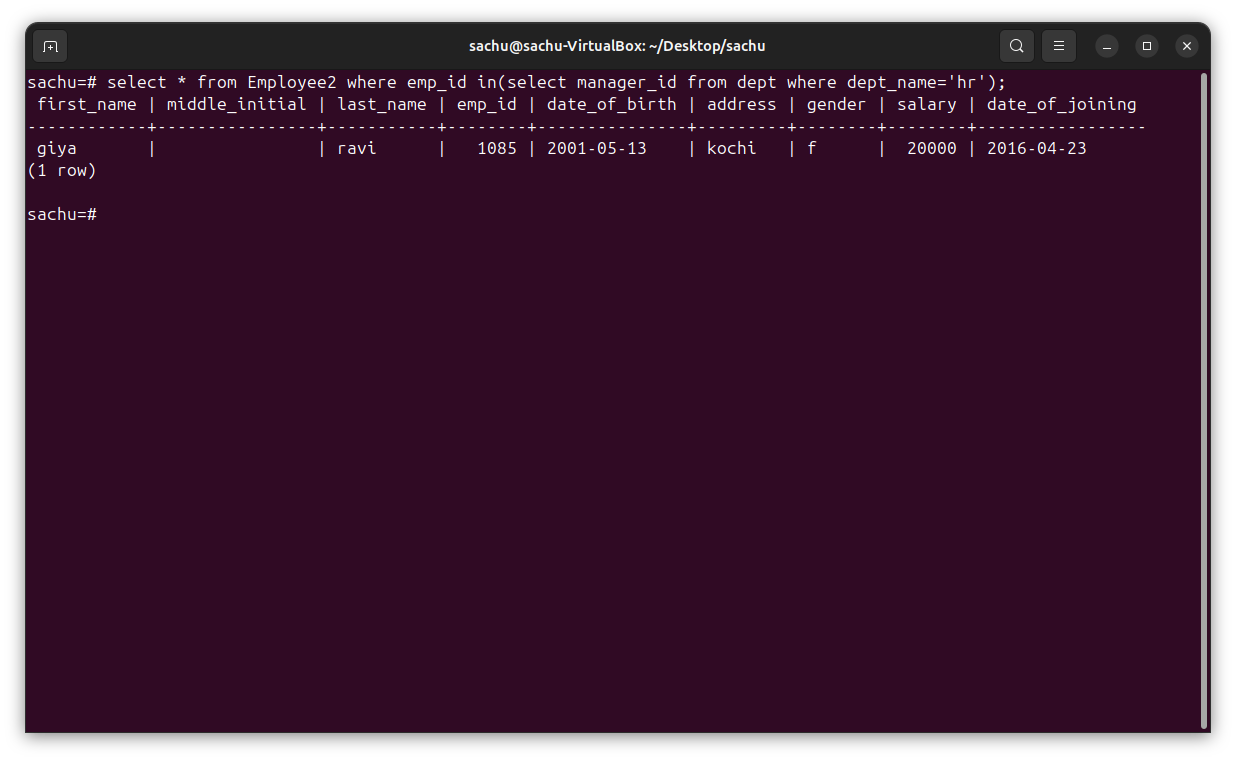 sachu@sachu-VirtualBox: ~/Desktop/sachu
sachu=# select * from Employee2 where emp_id in(select manager_id from dept where dept_name='hr');
 first_name | middle_initial | last_name | emp_id | date_of_birth | address | gender | salary | date_of_joining
------------+----------------+-----------+--------+---------------+---------+--------+--------+-----------------
 giya       |                | ravi      |   1085 | 2001-05-13    | kochi   | f      |  20000 | 2016-04-23
(1 row)
sachu=#